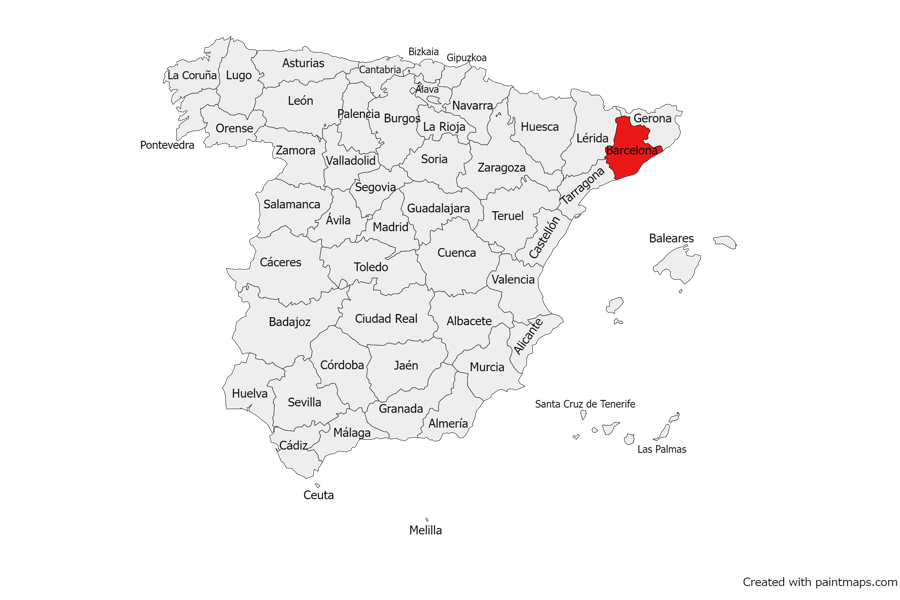 Bizkaia
Gipuzkoa
Asturias
Cantabria
La Coruña
Lugo
Álava
León
Navarra
Palencia
Burgos
Gerona
La Rioja
Huesca
Orense
Lérida
Pontevedra
Zamora
Barcelona
Valladolid
Soria
Zaragoza
Segovia
Tarragona
Salamanca
Guadalajara
Teruel
Ávila
Madrid
Castellón
Baleares
Cuenca
Cáceres
Toledo
Valencia
Badajoz
Ciudad Real
Albacete
Alicante
Córdoba
Jaén
Murcia
Huelva
Sevilla
Granada
Santa Cruz de Tenerife
Almería
Málaga
Cádiz
Las Palmas
Ceuta
Melilla
Created with paintmaps.com